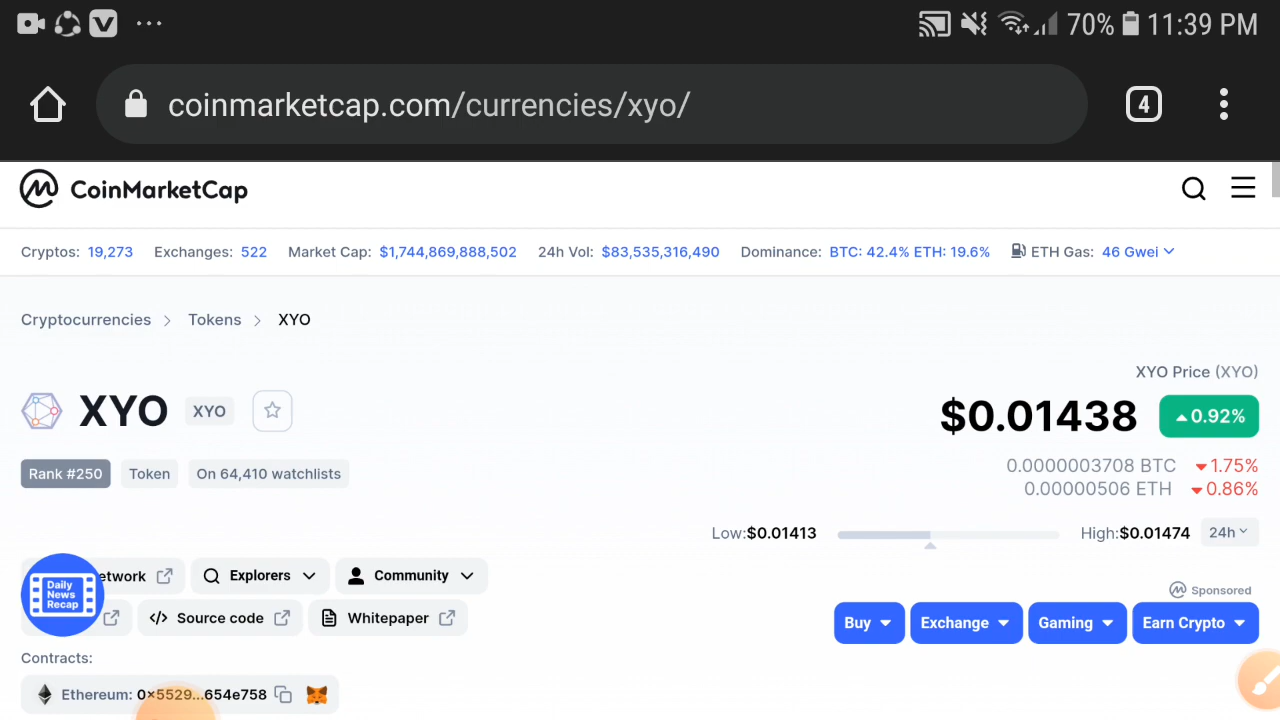 70% 11:39 PM
coinmarketcap.com/currencies/xyo/ 4
CoinMarketCap
Cryptos: 19,273 Exchanges: 522 Market Cap: $1,744,869,888,502 24h Vol: $83,535,316,490 Dominance: BTC: 42.4% ETH: 19.6% ETH Gas: 46 Gwei
Cryptocurrencies > Tokens > XYO
XYO Price (XYO)
XYO XYO $0.01438 0.92%
0.0000003708 BTC 1.75%
Rank #250 Token On 64,410 watchlists
0.00000506 ETH 0.86%
Low:$0.01413 High:$0.01474 24h
etwork Explorers Community
Daily
News
Recap
Sponsored
</> Source code Whitepaper Buy Exchange Gaming Earn Crypto
Contracts:
Ethereum: 0x5529...654e758